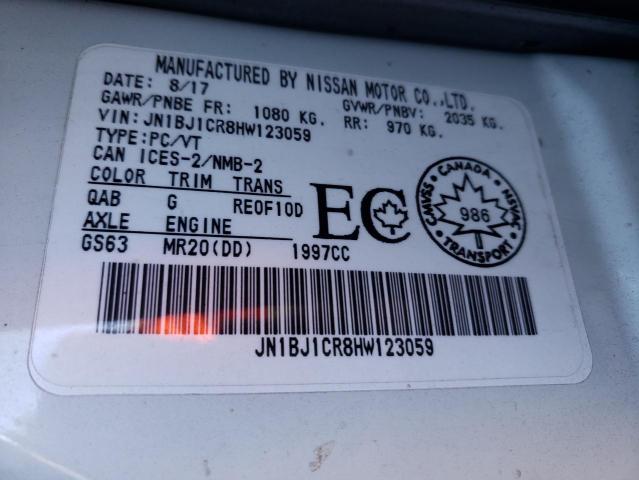 MANUFACTURED BY NISSAN MOTOR CO.,LTD.
DATE: 8/17 GVWR/PNBV: 2035 KG.
GAWR/PNBE FR: 1080 KG. RR: 970 KG.
VIN: JN1BJ1CR8HW123059
TYPE:PC/VT
CAN ICES-2/NMB-2
COLOR TRIM TRANS
QAB G RE0F10D
AXLE ENGINE
GS63 MR20(DD) 1997CC
EC
CANADA
CMVSS NSVAC
986
TRANSPORT
JN1BJ1CR8HW123059